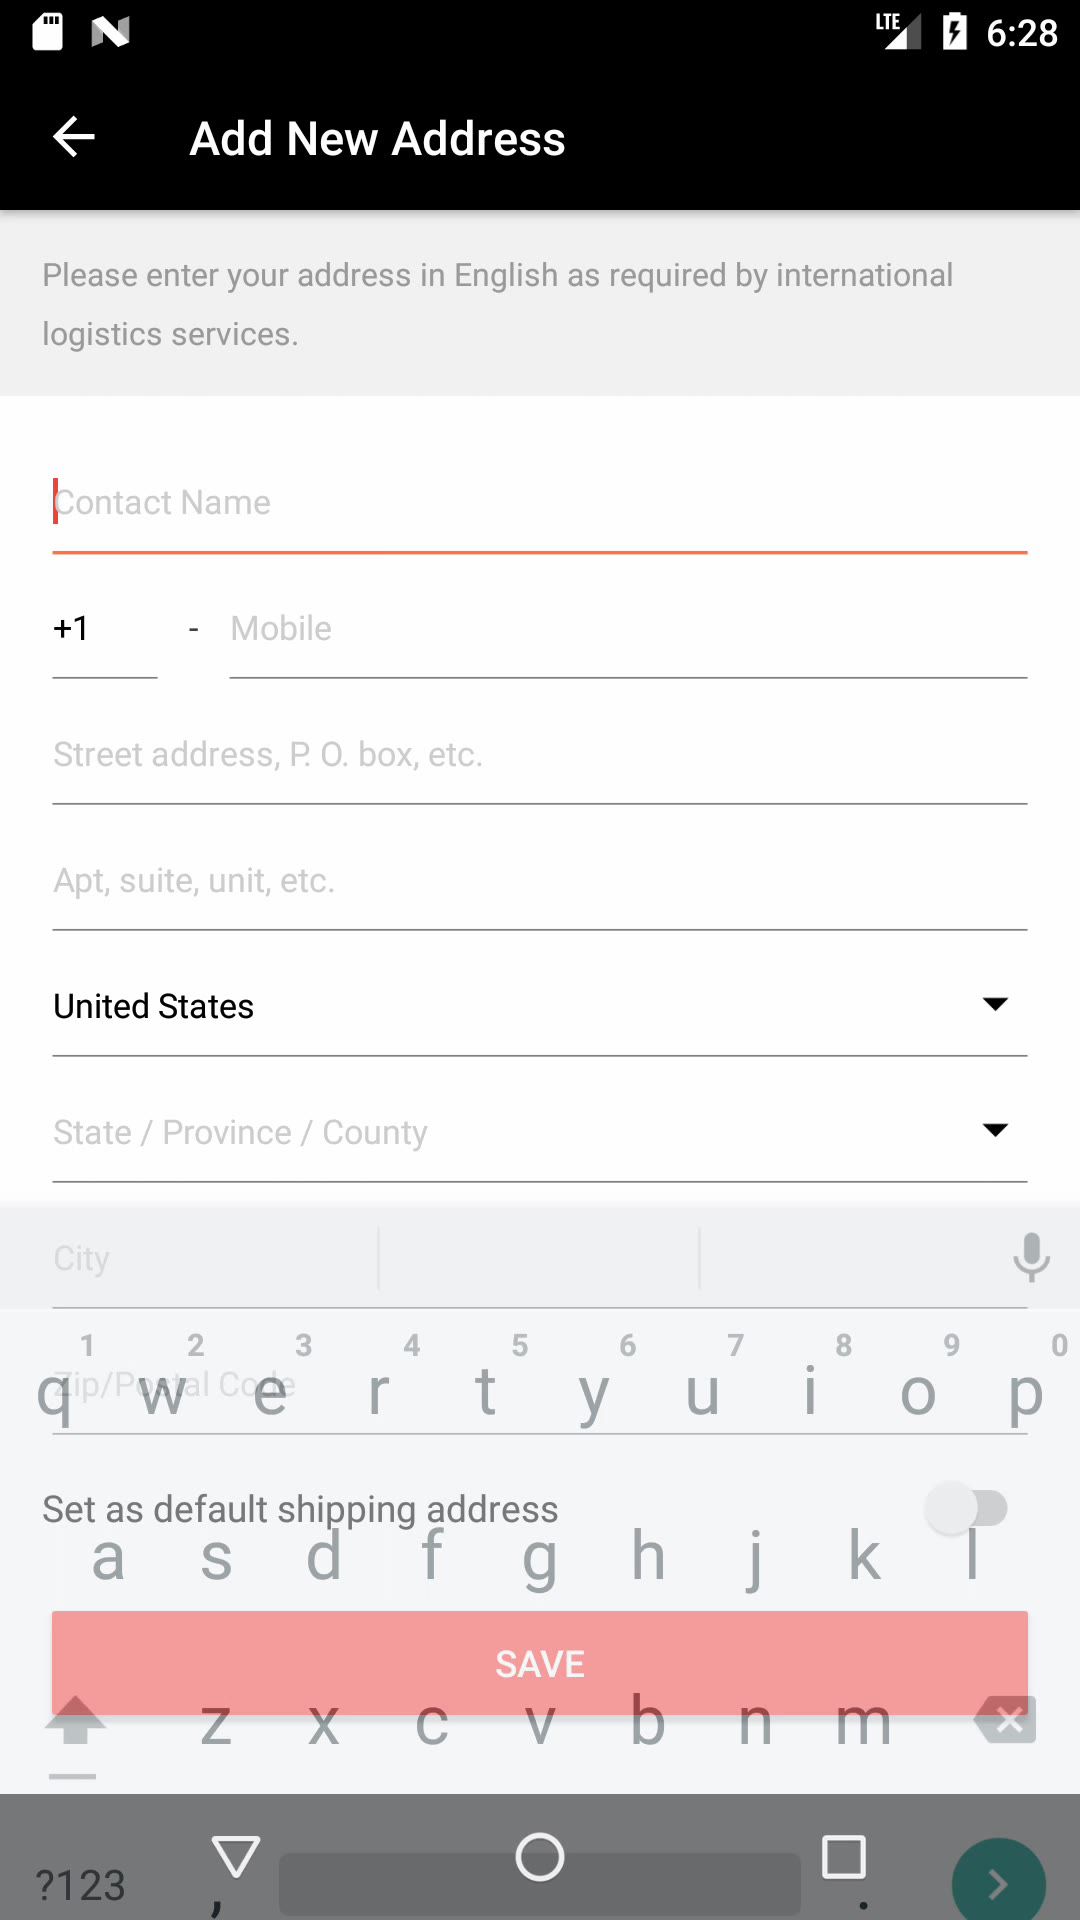 LTE 6:28
Add New Address
Please enter your address in English as required by international
logistics services.
Contact Name
+1 - Mobile
Street address, P. O. box, etc.
Apt, suite, unit, etc.
United States
State / Province / County
City
1 2 3 4 5 6 7 8 9 0
Zip/Postal Code
q w e r t y u i o p
Set as default shipping address
a s d f g h j k l
SAVE
z x c v b n m
?123 , .